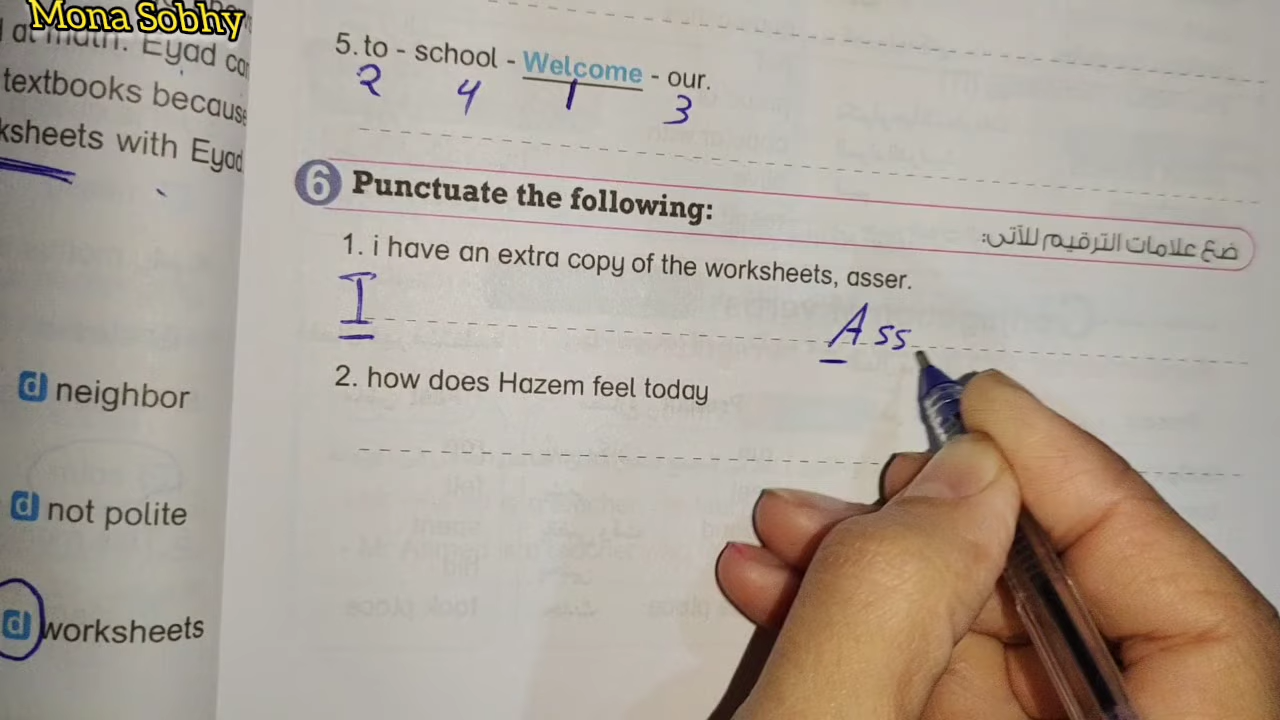 Mona Sobhy
at math. Eyad
textbooks because
ksheets with Eyad
5. to - school - Welcome - our.
2 4 1 3
6 Punctuate the following:
ضع علامات الترقيم للآتى:
1. i have an extra copy of the worksheets, asser.
I Ass
2. how does Hazem feel today
d neighbor
d not polite
d worksheets